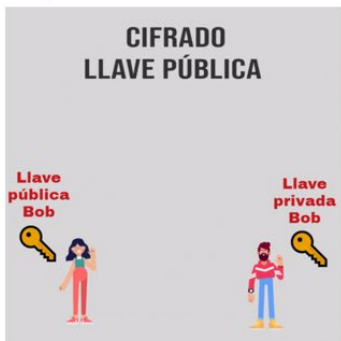 CIFRADO
LLAVE PÚBLICA
Llave
pública
Bob
Llave
privada
Bob